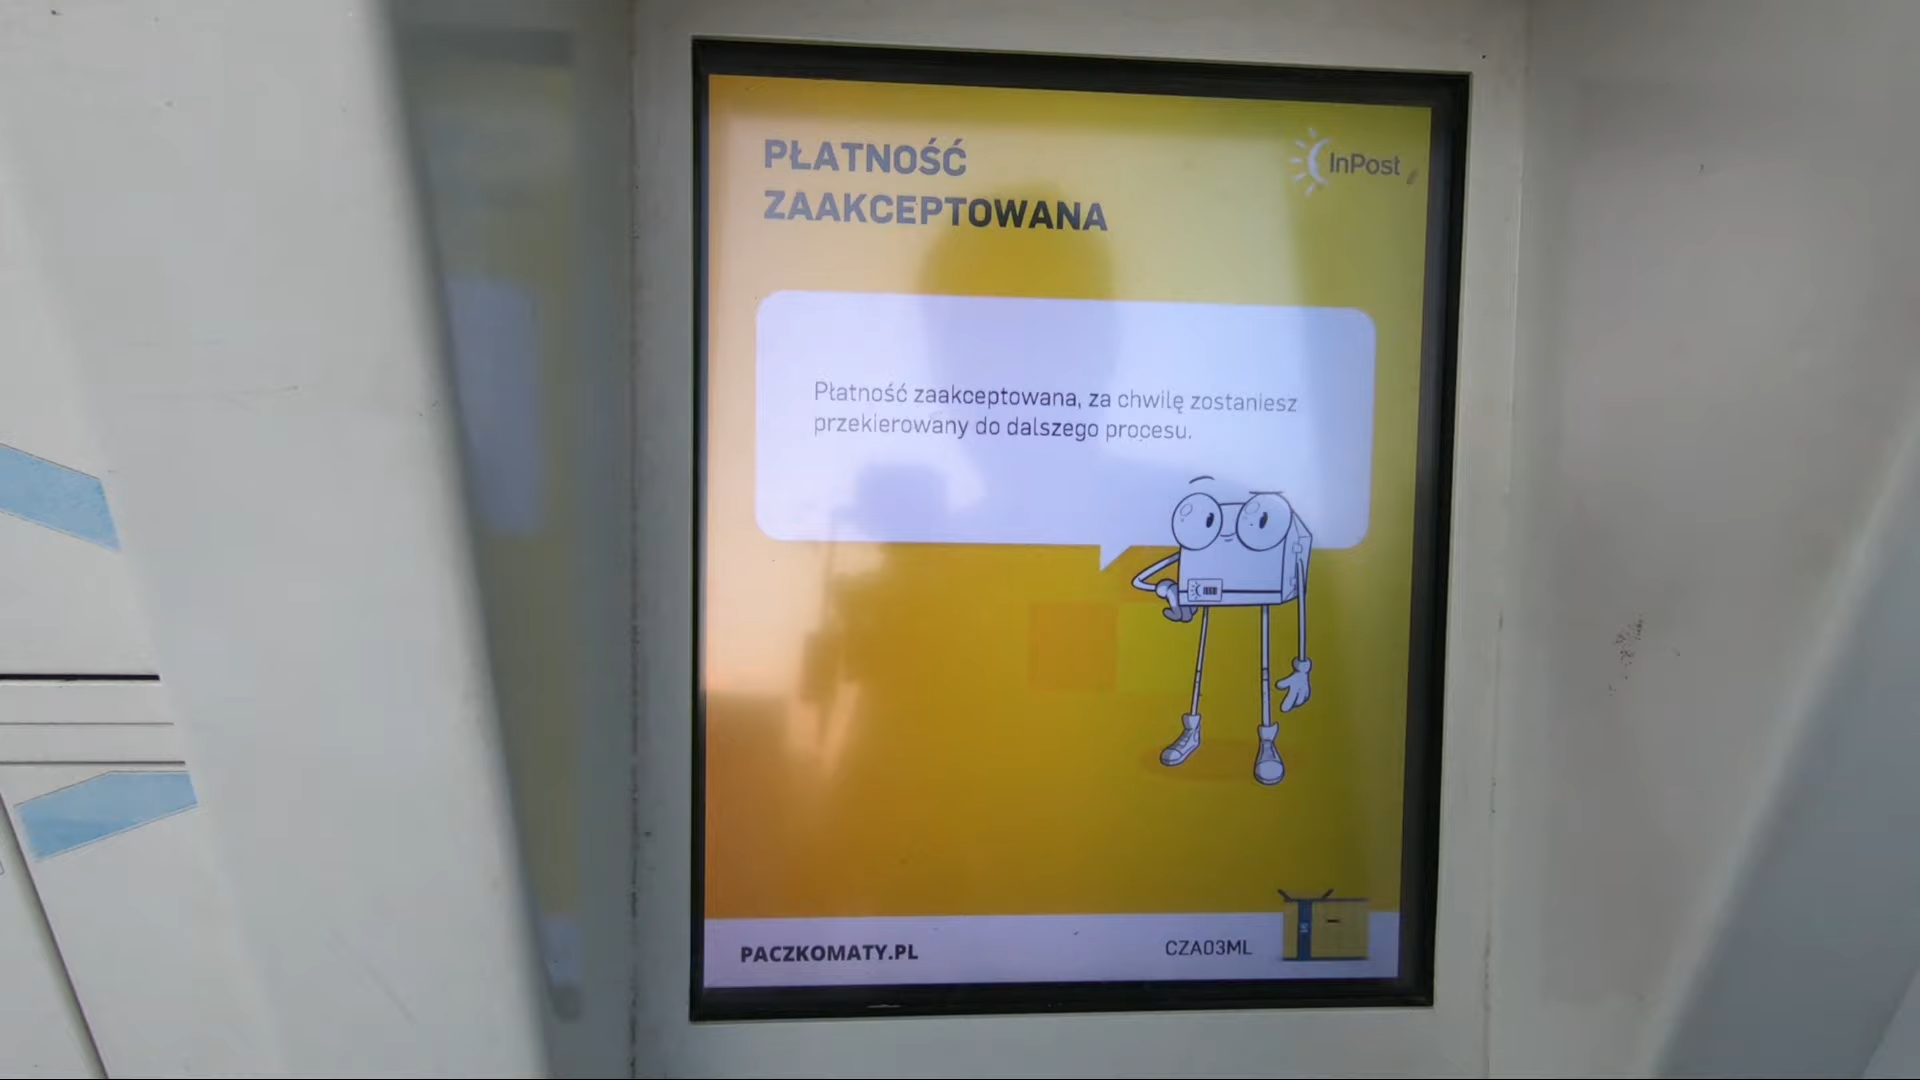 PŁATNOŚĆ
ZAAKCEPTOWANA
InPost
Płatność zaakceptowana, za chwilę zostaniesz
przekierowany do dalszego procesu.
PACZKOMATY.PL
CZA03ML